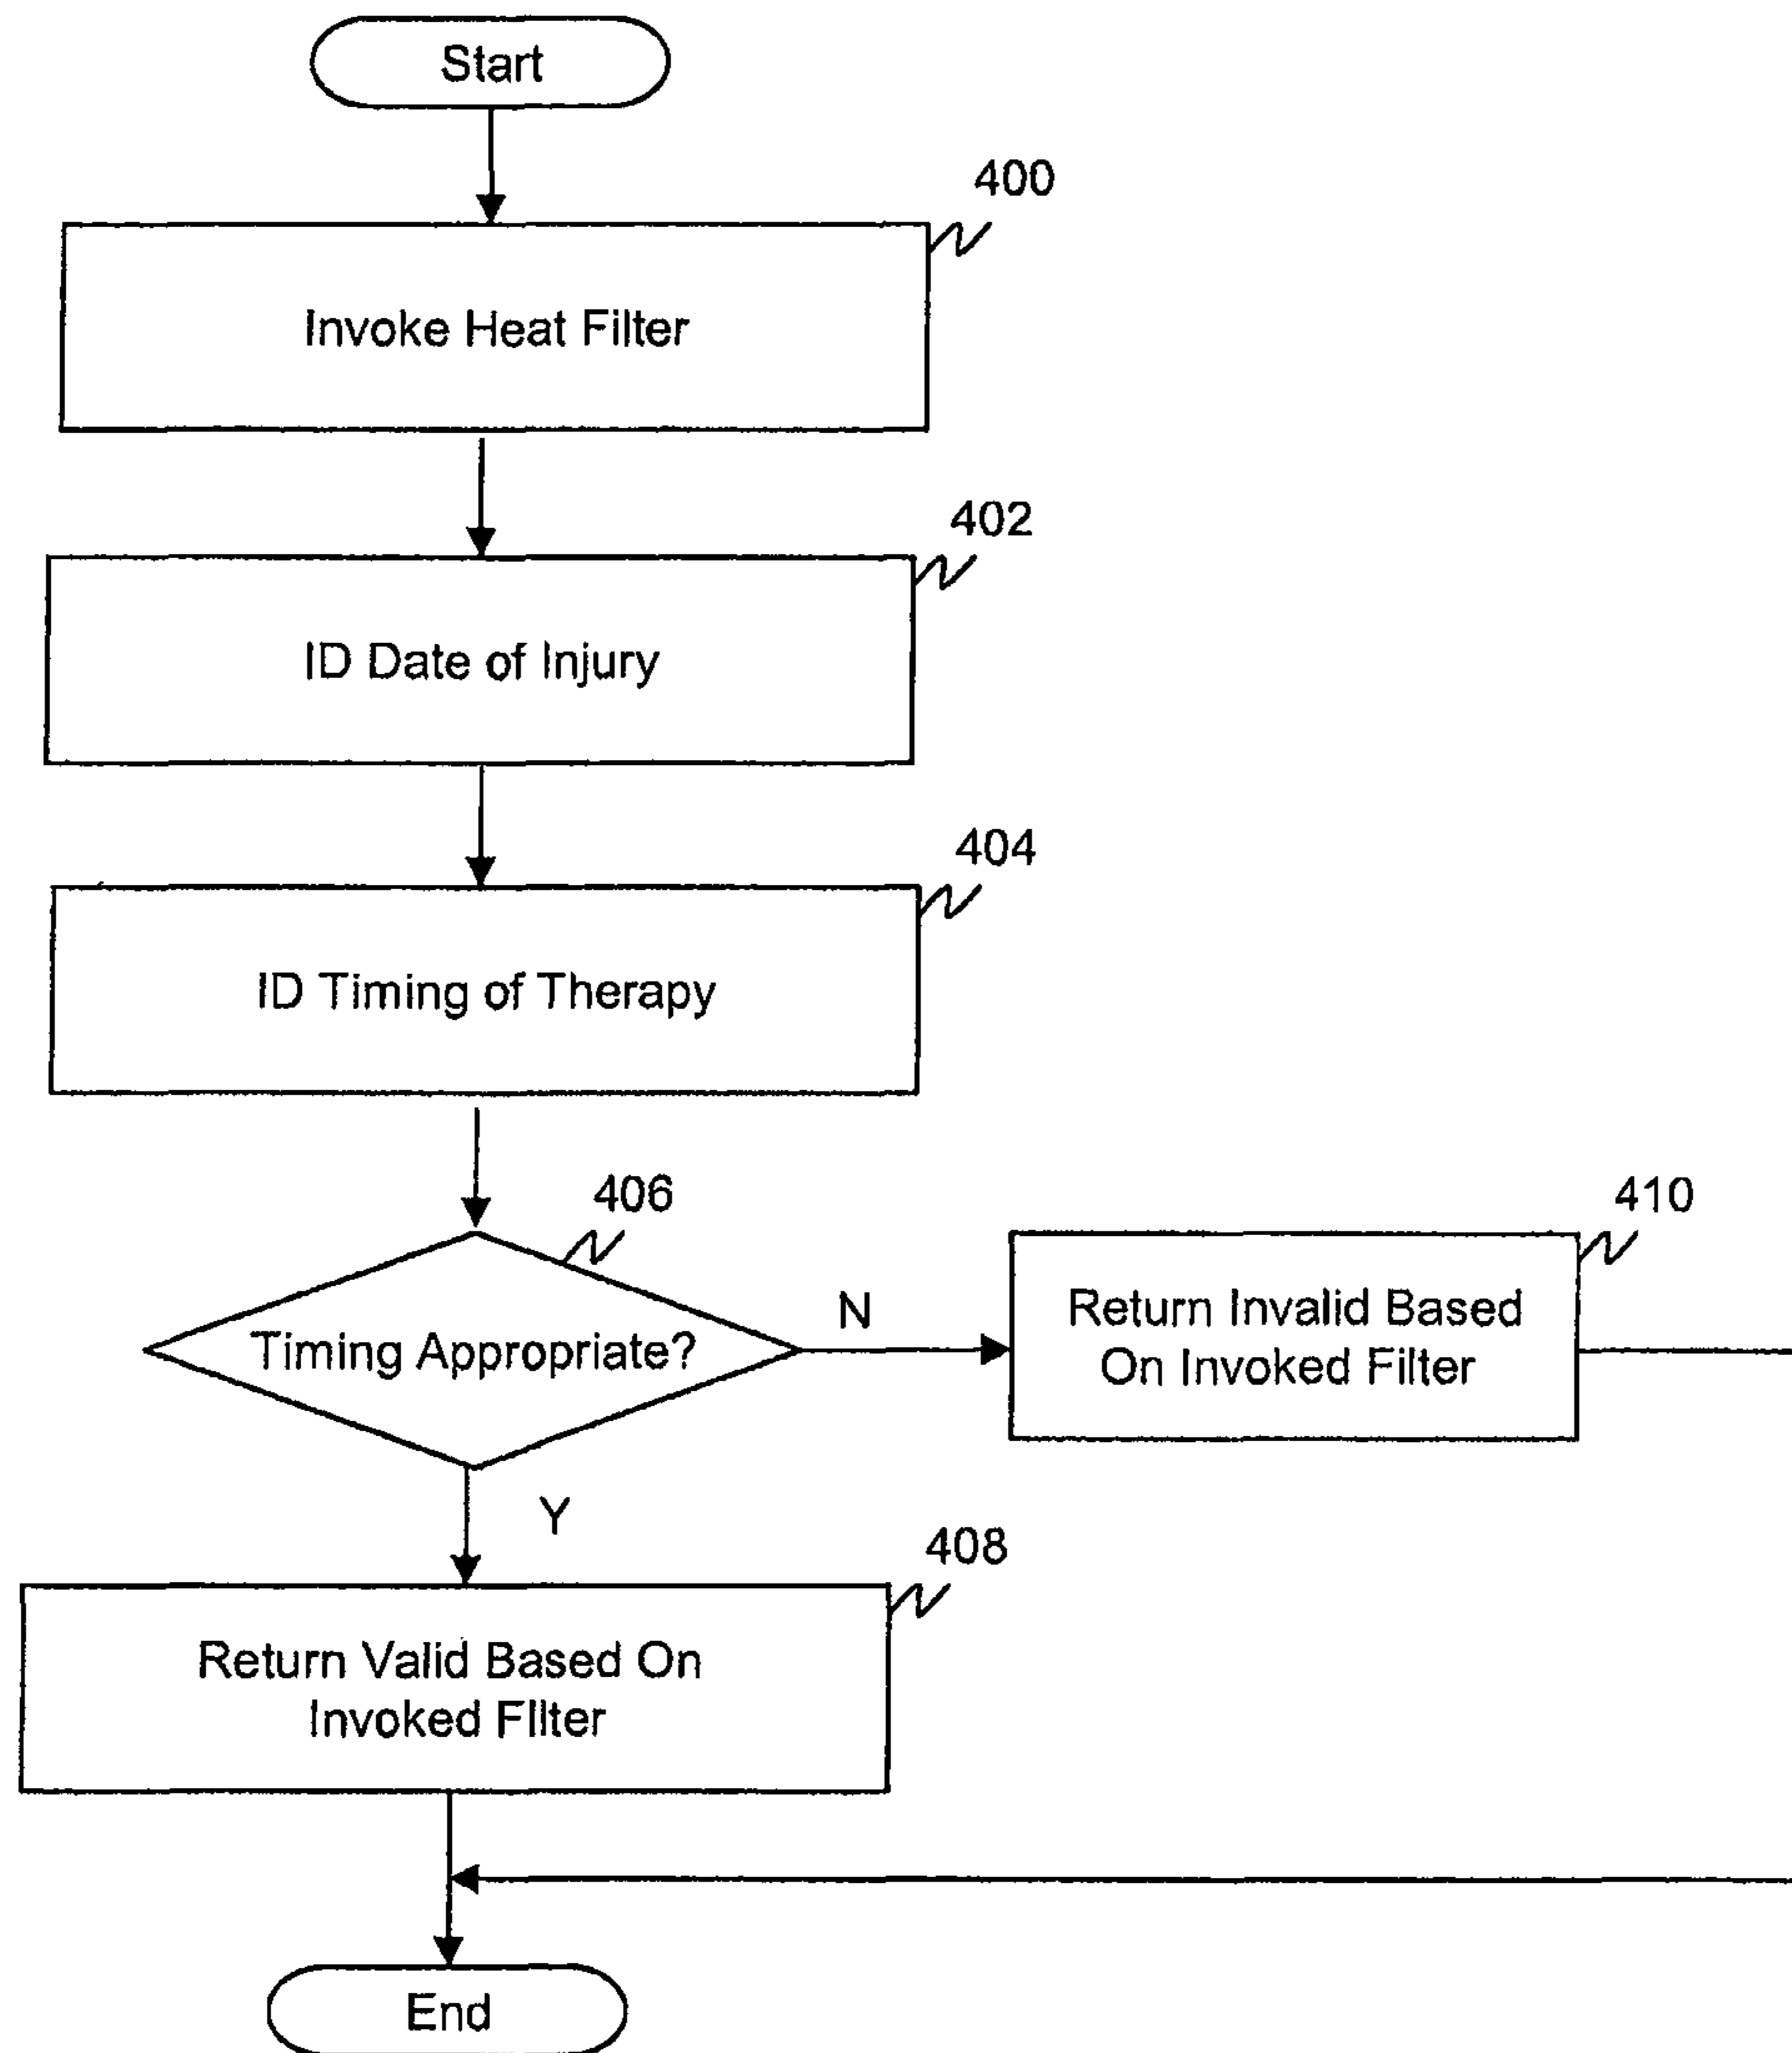 Start
400
Invoke Heat Filter
402
ID Date of Injury
404
ID Timing of Therapy
406
Timing Appropriate?
N
410
Return Invalid Based
On Invoked Filter
Y
408
Return Valid Based On
Invoked Filter
End